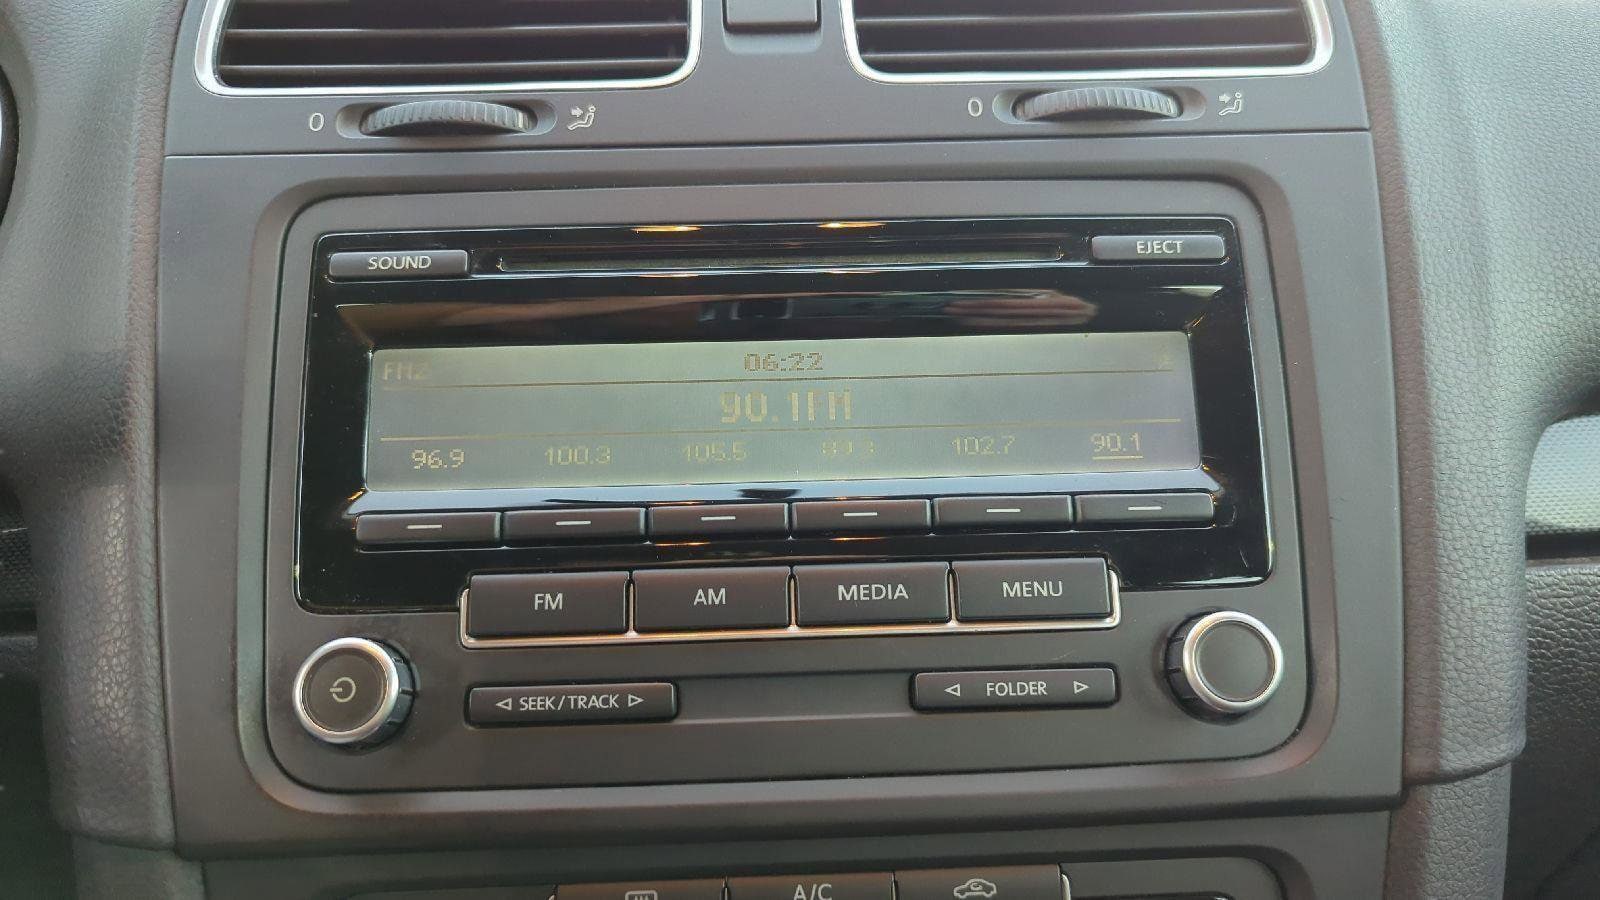 0 0
SOUND EJECT
FM2 06:22
90.1FM
96.9 100.3 105.5 102.7 90.1
FM AM MEDIA MENU
SEEK/TRACK FOLDER
A/C